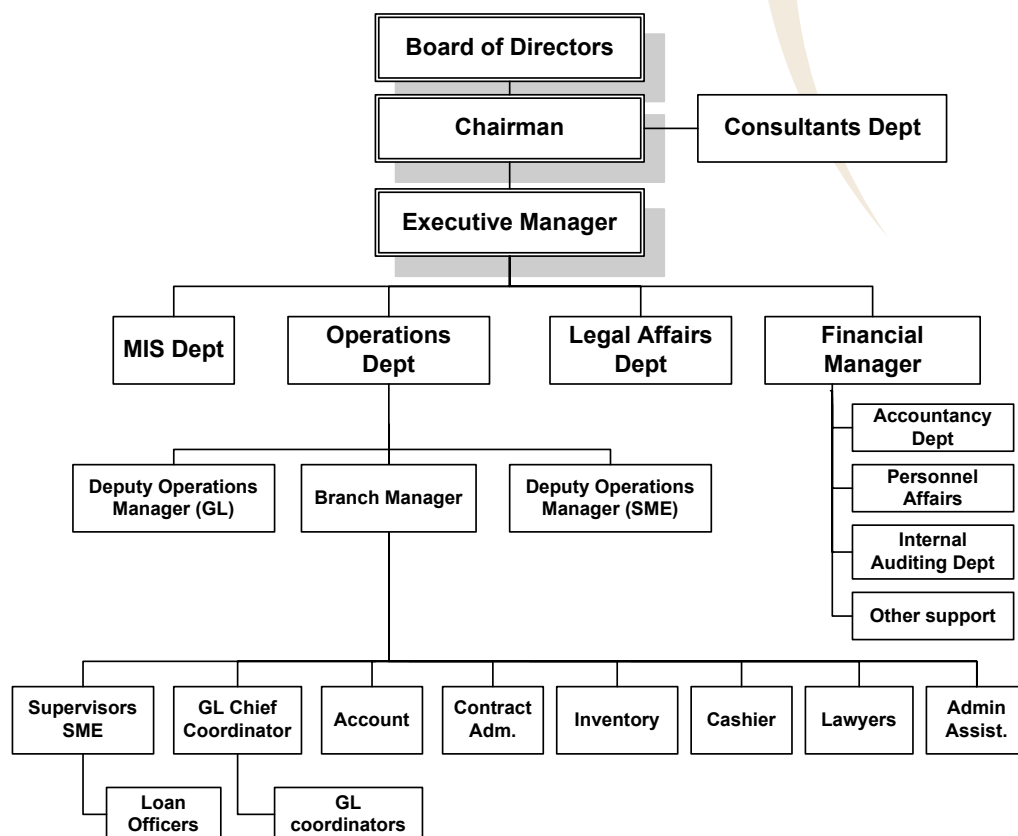 Board of Directors
Chairman
Consultants Dept
Executive Manager
MIS Dept
Operations
Dept
Legal Affairs
Dept
Financial
Manager
Accountancy
Dept
Personnel
Affairs
Internal
Auditing Dept
Other support
Deputy Operations
Manager (GL)
Branch Manager
Deputy Operations
Manager (SME)
Supervisors
SME
GL Chief
Coordinator
Account
Contract
Adm.
Inventory
Cashier
Lawyers
Admin
Assist.
Loan
Officers
GL
coordinators